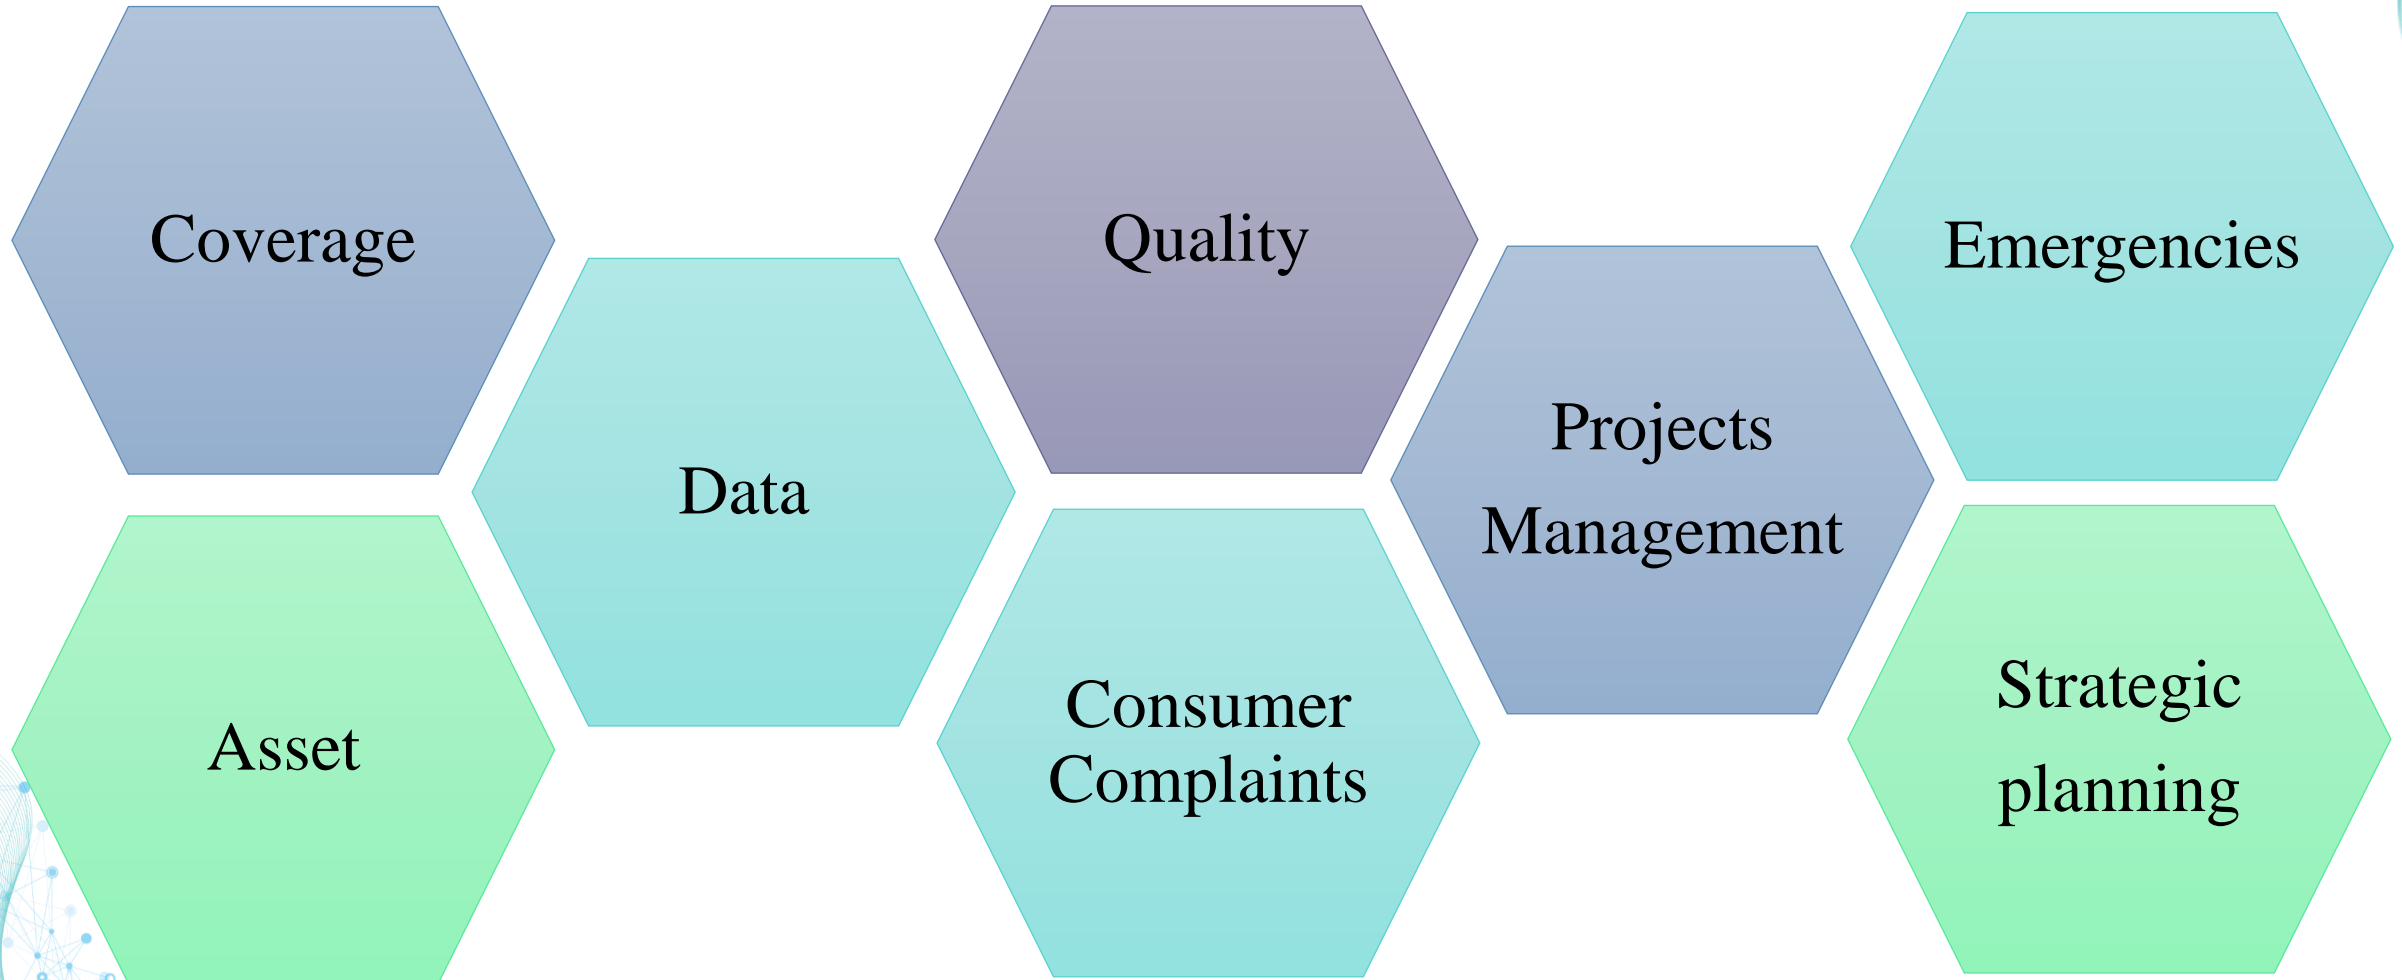 Coverage
Quality
Emergencies
Data
Projects
Management
Asset
Consumer
Complaints
Strategic
planning